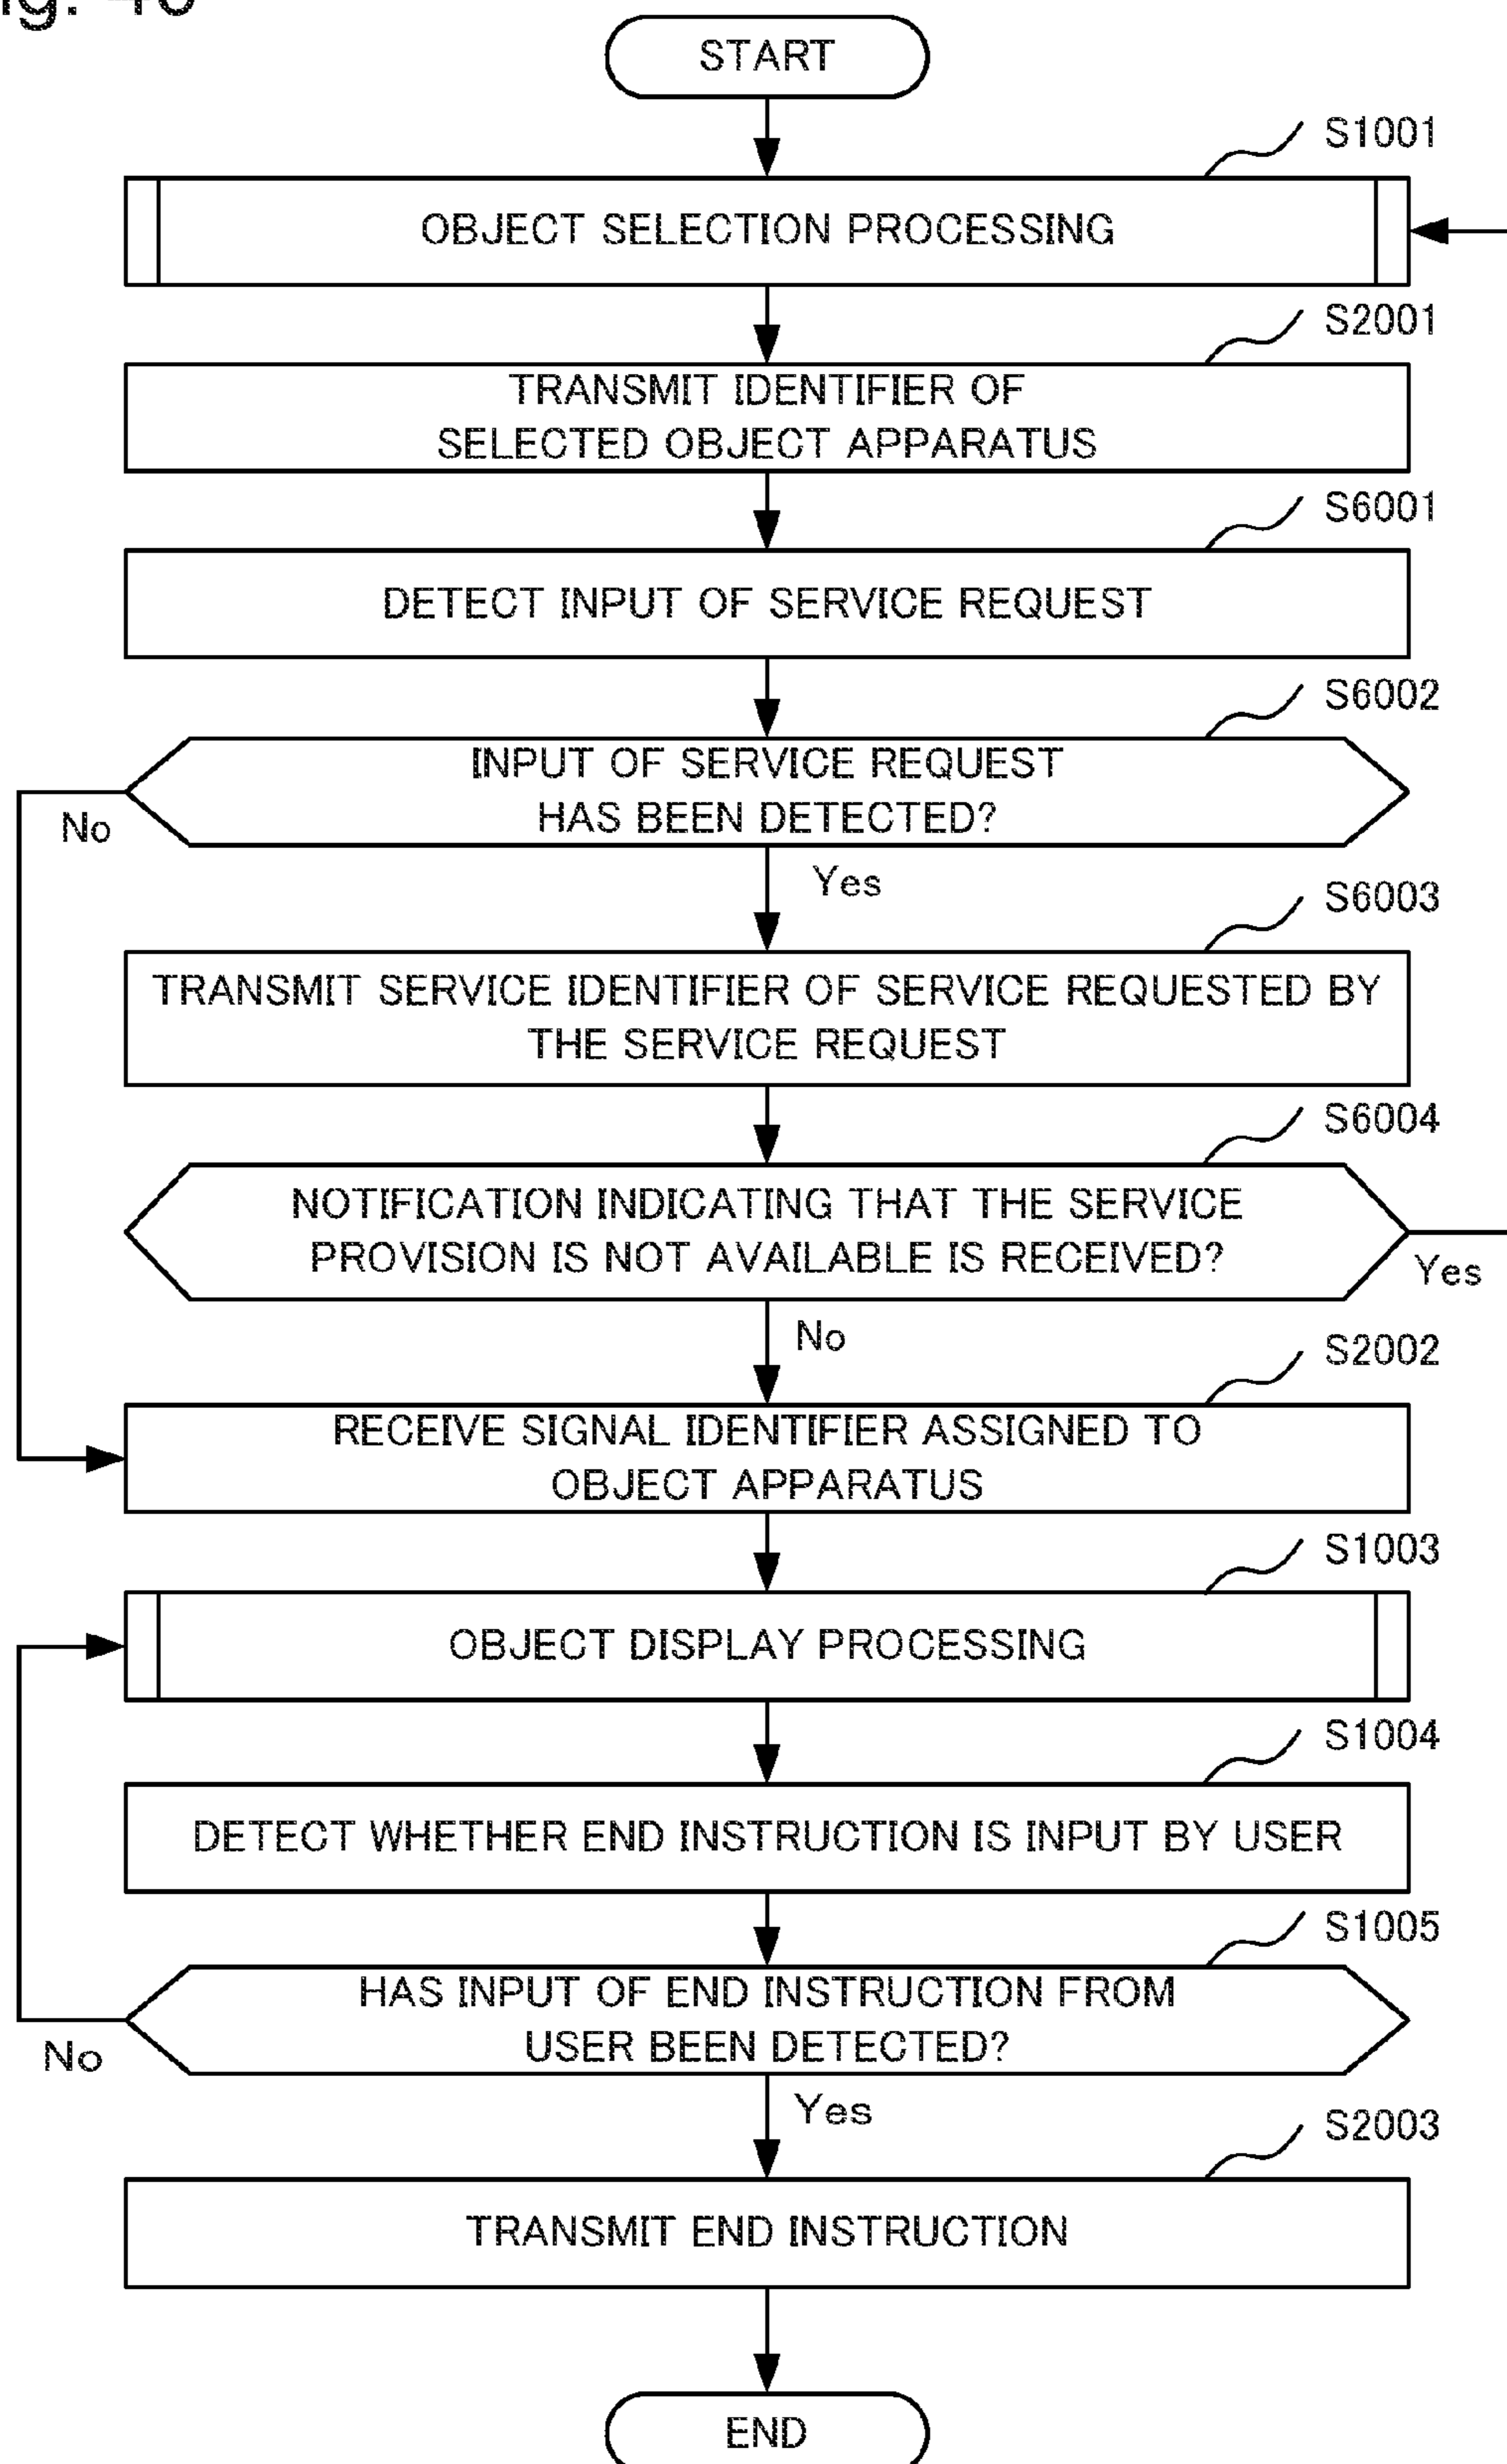 START
S1001
OBJECT SELECTION PROCESSING
S2001
TRANSMIT IDENTIFIER OF
SELECTED OBJECT APPARATUS
S6001
DETECT INPUT OF SERVICE REQUEST
S6002
INPUT OF SERVICE REQUEST
HAS BEEN DETECTED?
No
Yes
S6003
TRANSMIT SERVICE IDENTIFIER OF SERVICE REQUESTED BY
THE SERVICE REQUEST
S6004
NOTIFICATION INDICATING THAT THE SERVICE
PROVISION IS NOT AVAILABLE IS RECEIVED?
Yes
No
S2002
RECEIVE SIGNAL IDENTIFIER ASSIGNED TO
OBJECT APPARATUS
S1003
OBJECT DISPLAY PROCESSING
S1004
DETECT WHETHER END INSTRUCTION IS INPUT BY USER
S1005
HAS INPUT OF END INSTRUCTION FROM
USER BEEN DETECTED?
No
Yes
S2003
TRANSMIT END INSTRUCTION
END